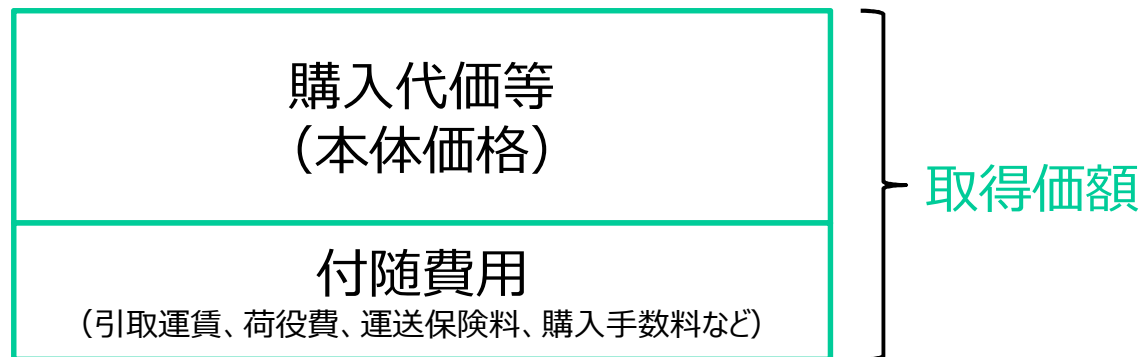 購入代価等
（本体価格）
取得価額
付随費用
（引取運賃、荷役費、運送保険料、購入手数料など）